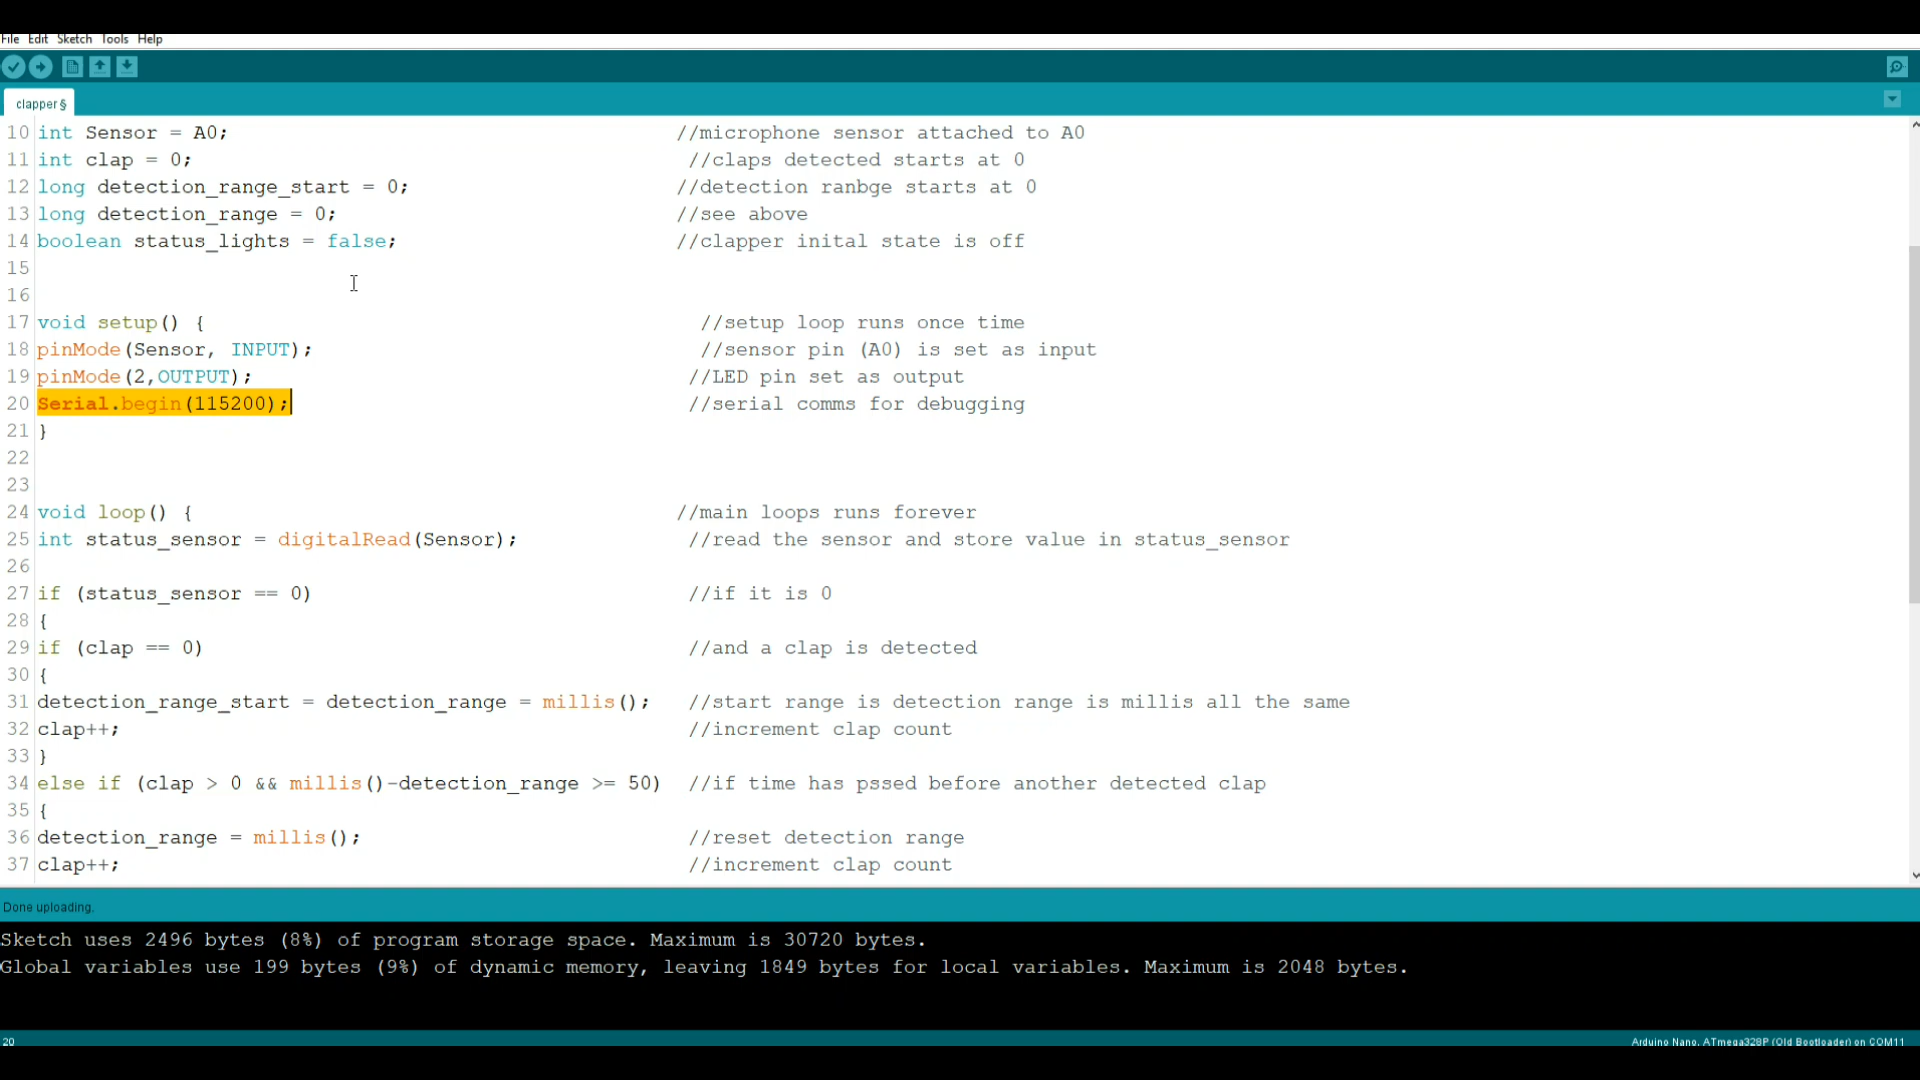 File Edit Sketch Tools Help
clapper §
10 int Sensor = A0; //microphone sensor attached to A0
11 int clap = 0; //claps detected starts at 0
12 long detection_range_start = 0; //detection ranbge starts at 0
13 long detection_range = 0; //see above
14 boolean status_lights = false; //clapper inital state is off
15
16
17 void setup() { //setup loop runs once time
18 pinMode(Sensor, INPUT); //sensor pin (A0) is set as input
19 pinMode(2,OUTPUT); //LED pin set as output
20 Serial.begin(115200); //serial comms for debugging
21 }
22
23
24 void loop() { //main loops runs forever
25 int status_sensor = digitalRead(Sensor); //read the sensor and store value in status_sensor
26
27 if (status_sensor == 0) //if it is 0
28 {
29 if (clap == 0) //and a clap is detected
30 {
31 detection_range_start = detection_range = millis(); //start range is detection range is millis all the same
32 clap++; //increment clap count
33 }
34 else if (clap > 0 && millis()-detection_range >= 50) //if time has pssed before another detected clap
35 {
36 detection_range = millis(); //reset detection range
37 clap++; //increment clap count
Done uploading.
Sketch uses 2496 bytes (8%) of program storage space. Maximum is 30720 bytes.
Global variables use 199 bytes (9%) of dynamic memory, leaving 1849 bytes for local variables. Maximum is 2048 bytes.
20 Arduino Nano, ATmega328P (Old Bootloader) on COM11